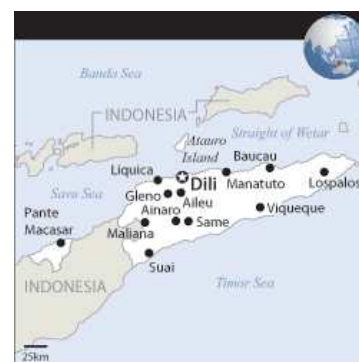 Banda Sea
INDONESIA
Straight of Wetar
Atauro
Island
Baucau
Liquica
Dili
Manatuto
Lospalos
Savu Sea
Gleno
Aileu
Ainaro
Viqueque
Pante
Macasar
Maliana
Same
Suai
INDONESIA
Timor Sea
25km